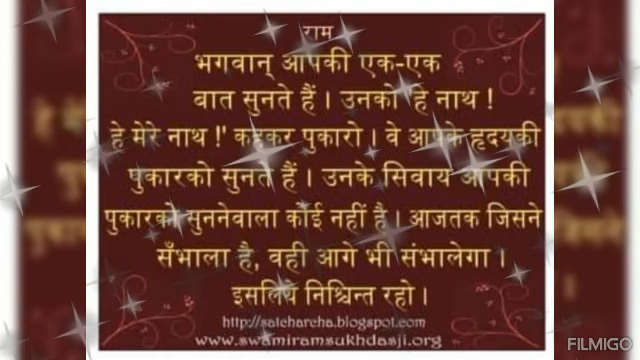 राम
भगवान् आपकी एक-एक
बात सुनते हैं । उनको 'हे नाथ !
हे मेरे नाथ !' कहकर पुकारो । वे आपके हृदयकी
पुकारको सुनते हैं । उनके सिवाय आपकी
पुकारको सुननेवाला कोई नहीं है । आजतक जिसने
सँभाला है, वही आगे भी संभालेगा ।
इसलिये निश्चिन्त रहो ।
http://satcharcha.blogspot.com
www.swamiramsukhdasji.org
FILMIGO